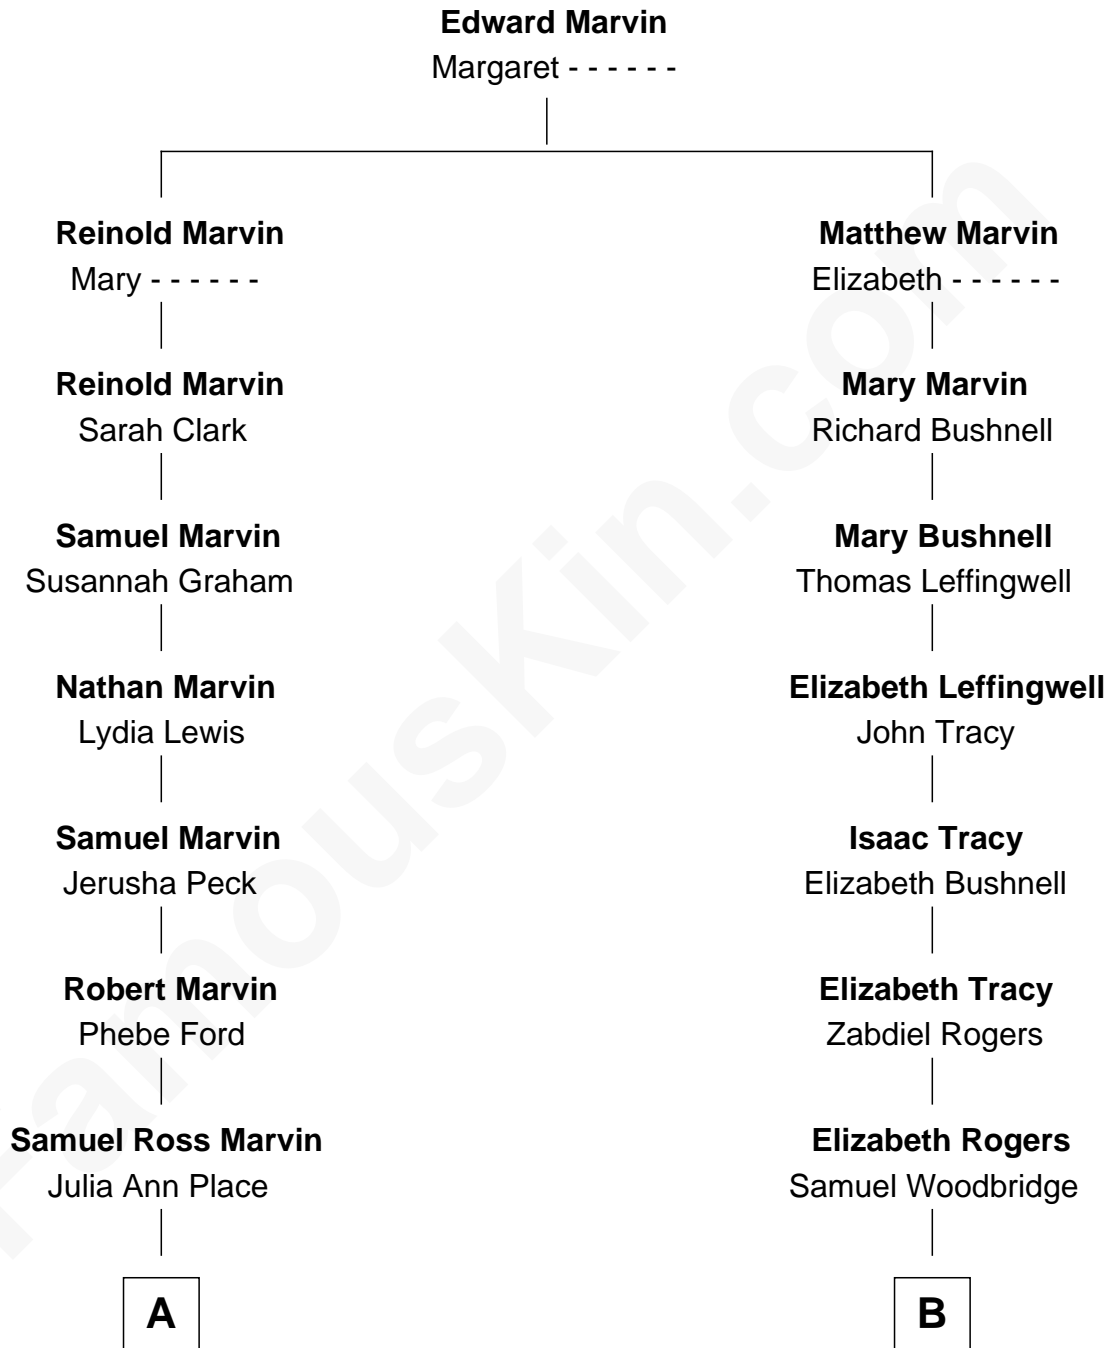 Edward Marvin
Margaret - - - - - -
Reinold Marvin
Mary - - - - - -
Matthew Marvin
Elizabeth - - - - - -
Reinold Marvin
Sarah Clark
Mary Marvin
Richard Bushnell
Samuel Marvin
Susannah Graham
Mary Bushnell
Thomas Leffingwell
Nathan Marvin
Lydia Lewis
Elizabeth Leffingwell
John Tracy
Samuel Marvin
Jerusha Peck
Isaac Tracy
Elizabeth Bushnell
Robert Marvin
Phebe Ford
Elizabeth Tracy
Zabdiel Rogers
Samuel Ross Marvin
Julia Ann Place
Elizabeth Rogers
Samuel Woodbridge
A
B
FamousKin.com